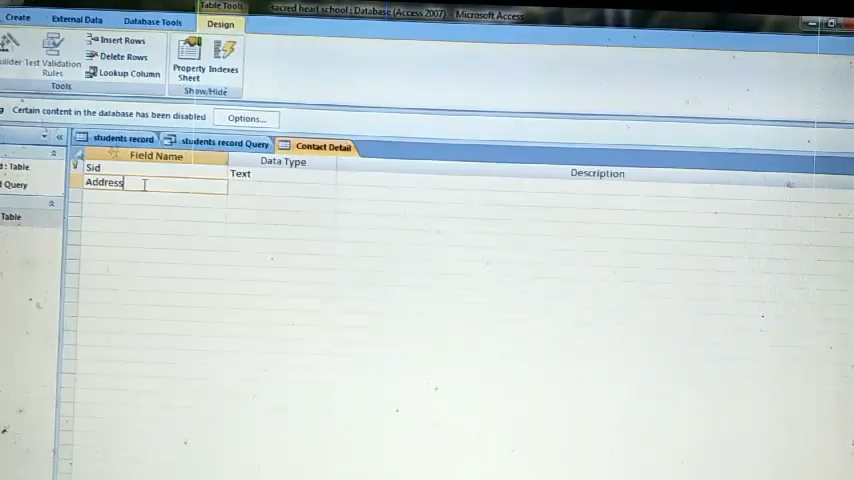 Table Tools
sacred heart school : Database (Access 2007) - Microsoft Access
Create External Data Database Tools Design
Insert Rows
Delete Rows
Lookup Column
Test Validation
Rules
Property
Sheet
Indexes
Tools
Show/Hide
Certain content in the database has been disabled
Options...
students record
students record Query
Contact Detail
Field Name
Data Type
Description
Sid
Text
Address
: Table
Query
Table